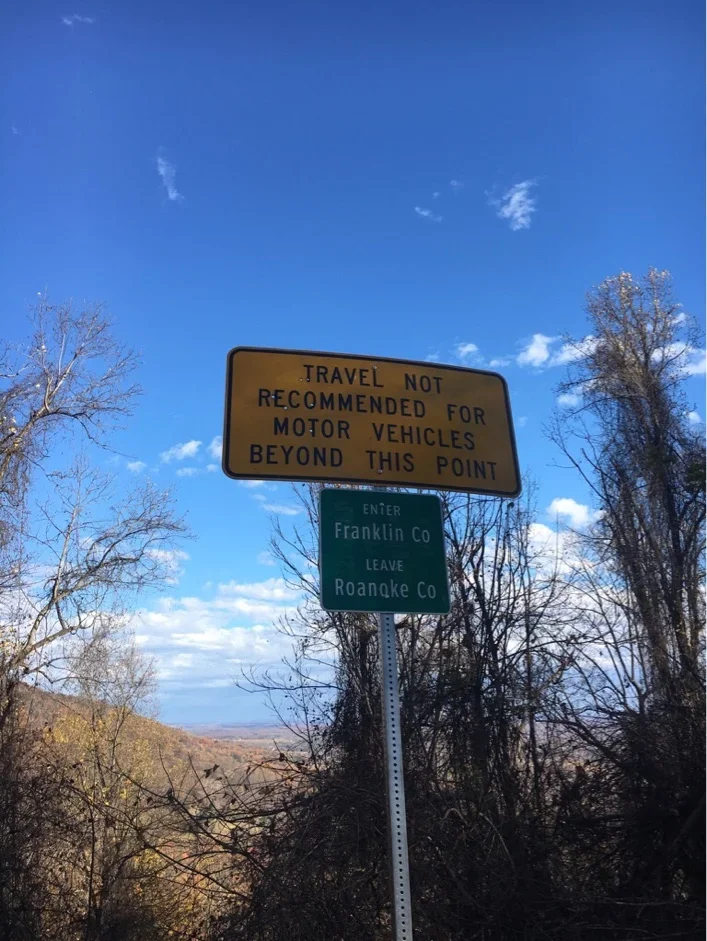 TRAVEL NOT
RECOMMENDED FOR
MOTOR VEHICLES
BEYOND THIS POINT
ENTER
Franklin Co
LEAVE
Roanoke Co